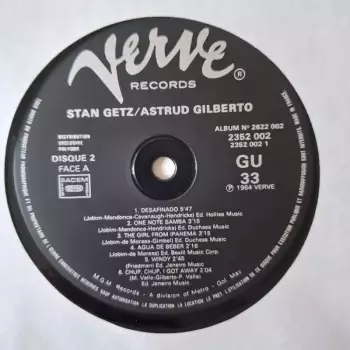 Verve
®
RECORDS
STAN GETZ/ASTRUD GILBERTO
DISTRIBUTION
EXCLUSIVE
POLYDOR
DISQUE 2
FACE A
SACEM
ALBUM Nº 2622 002
2352 002
2352 002 1
GU
33
℗ 1964 VERVE
1. DESAFINADO 5'47
(Jobim-Mendonca-Cavanaugh-Hendricks) Ed. Hollies Music
2. ONE NOTE SAMBA 3'15
(Jobim-Mendonca-Hendricks) Ed. Duchess Music
3. THE GIRL FROM IPANEMA 5'15
(Jobim-de Moraes-Gimbel) Ed. Duchess Music
4. AGUA DE BEBER 2'16
(Jobim-de Moraes) Ed. Bexill Music Corp.
5. WINDY 2'45
(Friedman) Ed. Janeiro Music
6. CHUP, CHUP, I GOT AWAY 2'04
(M. Valle-Gilberto-P. Valle)
Ed. Janeiro Music
M.G.M. Records - A division of Metro - Gol. May